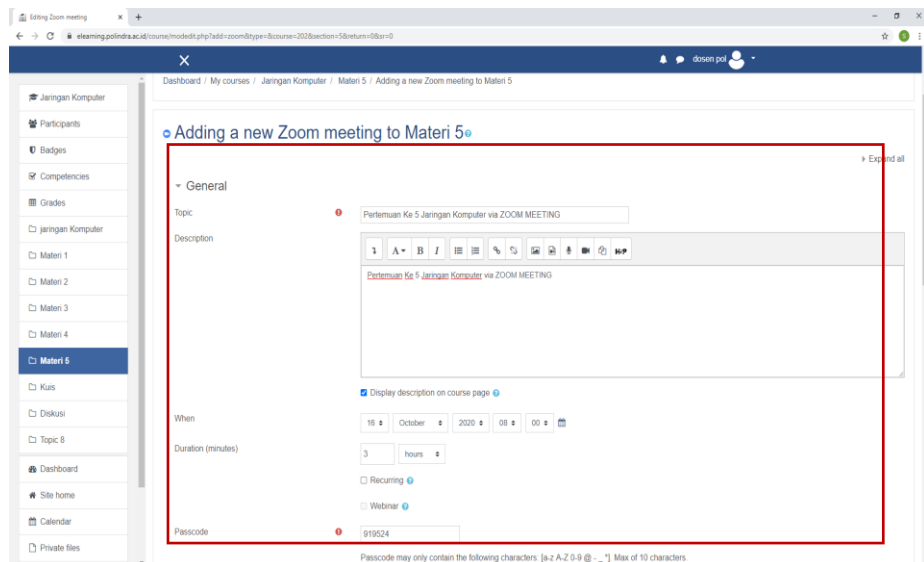 Editing Zoom meeting
elearning.polindra.ac.id/course/modedit.php?add=zoom&type=&course=202&section=5&return=0&sr=0
dosen pol
Dashboard / My courses / Jaringan Komputer / Materi 5 / Adding a new Zoom meeting to Materi 5
Jaringan Komputer
Participants
Badges
Competencies
Grades
jaringan Komputer
Materi 1
Materi 2
Materi 3
Materi 4
Materi 5
Kuis
Diskusi
Topic 8
Dashboard
Site home
Calendar
Private files
Adding a new Zoom meeting to Materi 5
Expand all
General
Topic
Pertemuan Ke 5 Jaringan Komputer via ZOOM MEETING
Description
A B I H-P
Pertemuan Ke 5 Jaringan Komputer via ZOOM MEETING
Display description on course page
When
16 October 2020 08 00
Duration (minutes)
3 hours
Recurring
Webinar
Passcode
919524
Passcode may only contain the following characters: [a-z A-Z 0-9 @ - _ *]. Max of 10 characters.